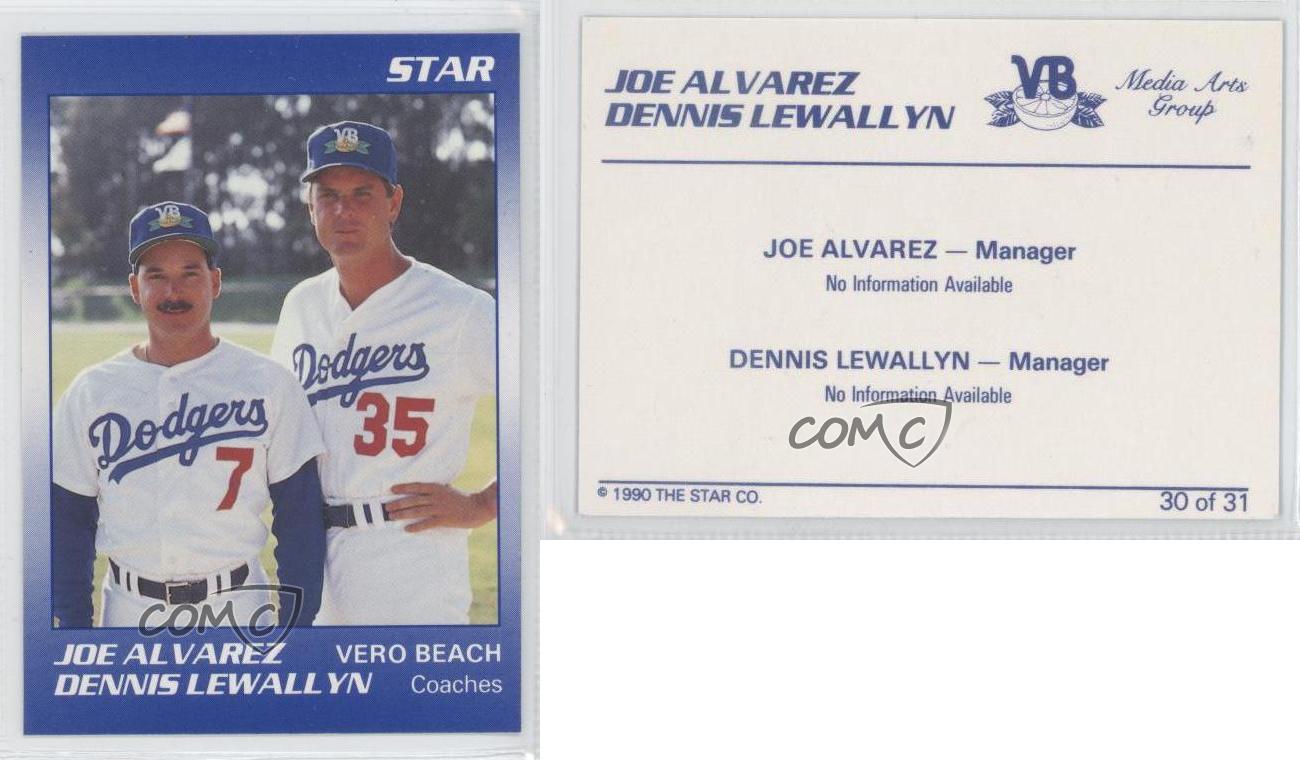 STAR
VB
VB
Dodgers
7
Dodgers
35
COMC
JOE ALVAREZ
DENNIS LEWALLYN
VERO BEACH
Coaches
JOE ALVAREZ
DENNIS LEWALLYN
VB
Media Arts
Group
JOE ALVAREZ — Manager
No Information Available
DENNIS LEWALLYN — Manager
No Information Available
COMC
© 1990 THE STAR CO.
30 of 31